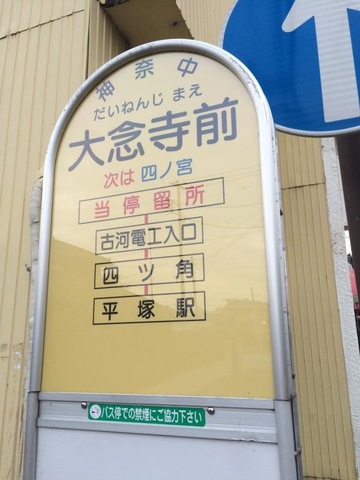 神奈中
だいねんじ まえ
大念寺前
次は 四ノ宮
当停留所
古河電工入口
四ツ角
平塚駅
バス停での禁煙にご協力下さい